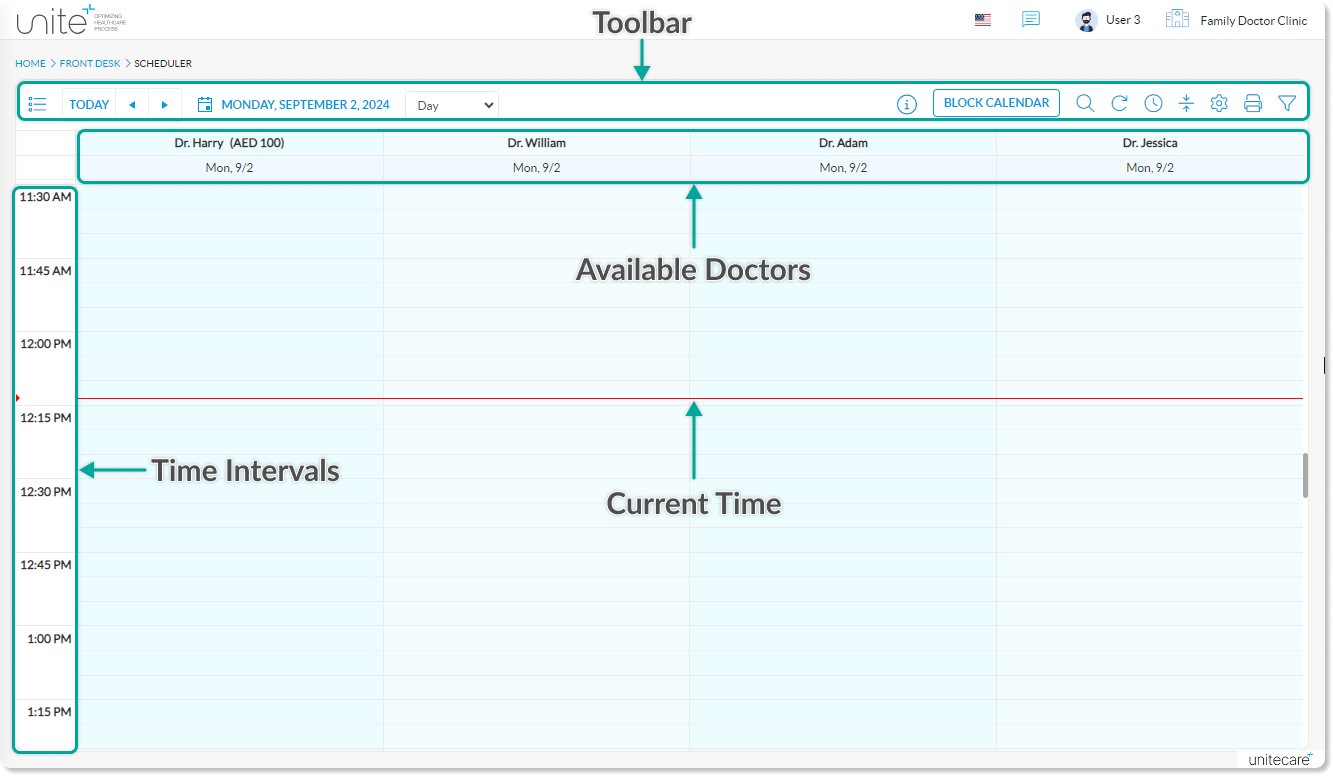 unite
OPTIMIZING
HEALTHCARE
PROCESS
Toolbar
User 3
Family Doctor Clinic
HOME > FRONT DESK > SCHEDULER
TODAY
MONDAY, SEPTEMBER 2, 2024
Day
BLOCK CALENDAR
Dr. Harry (AED 100)
Dr. William
Dr. Adam
Dr. Jessica
Mon, 9/2
Mon, 9/2
Mon, 9/2
Mon, 9/2
11:30 AM
Available Doctors
11:45 AM
12:00 PM
12:15 PM
Time Intervals
12:30 PM
Current Time
12:45 PM
1:00 PM
1:15 PM
unitecare